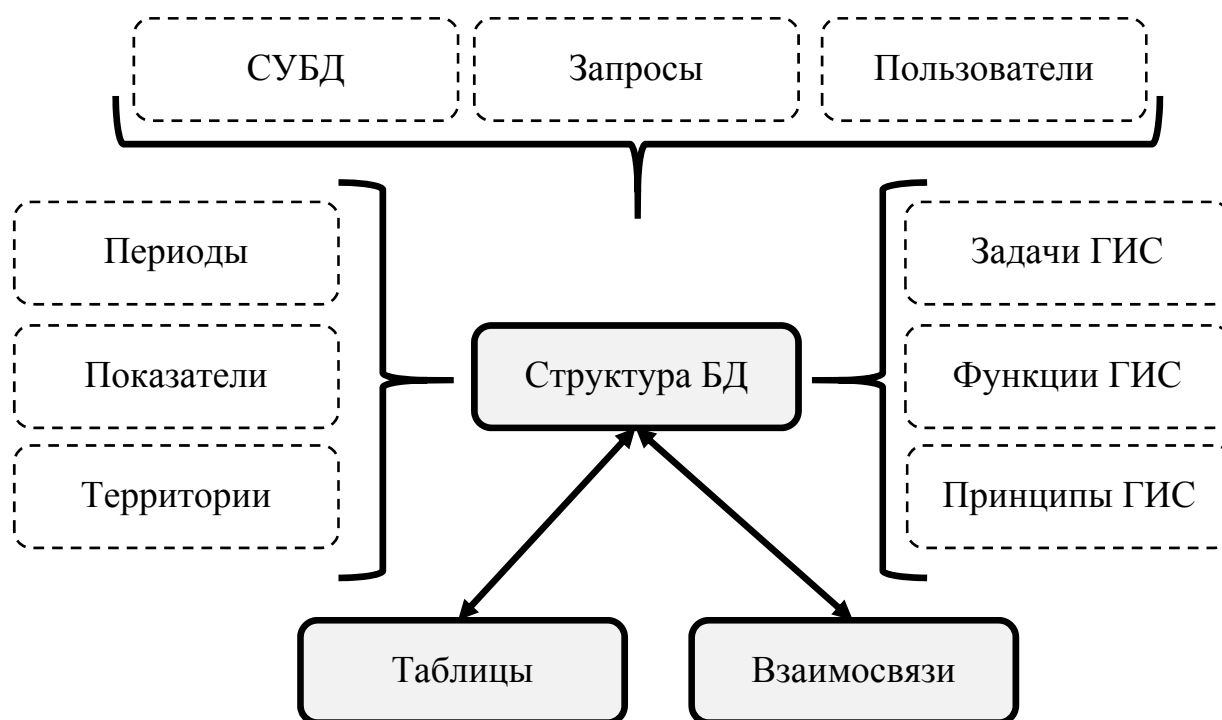 СУБД
Запросы
Пользователи
Периоды
Задачи ГИС
Показатели
Структура БД
Функции ГИС
Территории
Принципы ГИС
Таблицы
Взаимосвязи